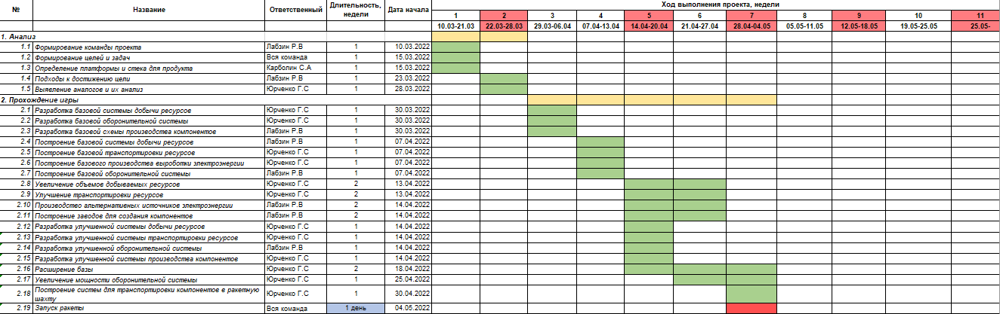 № Название Ответственный Длительность, недели Дата начала Ход выполнения проекта, недели
1 2 3 4 5 6 7 8 9 10 11
10.03-21.03 22.03-28.03 29.03-06.04 07.04-13.04 14.04-20.04 21.04-27.04 28.04-04.05 05.05-11.05 12.05-18.05 19.05-25.05 25.05-
1. Анализ
1.1 Формирование команды проекта Лабзин Р.В 1 10.03.2022
1.2 Формирование целей и задач Вся команда 1 15.03.2022
1.3 Определение платформы и стека для продукта Карболин С.А 1 15.03.2022
1.4 Подходы к достижению цели Лабзин Р.В 1 23.03.2022
1.5 Выявление аналогов и их анализ Юрченко Г.С 1 28.03.2022
2. Прохождение игры
2.1 Разработка базовой системы добычи ресурсов Юрченко Г.С 1 30.03.2022
2.2 Разработка базовой оборонительной системы Юрченко Г.С 1 30.03.2022
2.3 Разработка базовой схемы производства компонентов Лабзин Р.В 1 30.03.2022
2.4 Построение базовой системы добычи ресурсов Лабзин Р.В 1 07.04.2022
2.5 Построение базовой транспортировки ресурсов Юрченко Г.С 1 07.04.2022
2.6 Построение базового производства выроботки электроэнергии Юрченко Г.С 1 07.04.2022
2.7 Построение базовой оборонительной системы Лабзин Р.В 1 07.04.2022
2.8 Увеличение объемов добываемых ресурсов Юрченко Г.С 2 13.04.2022
2.9 Улучшение транспортировки ресурсов Юрченко Г.С 2 13.04.2022
2.10 Производство альтернативных источников электроэнергии Лабзин Р.В 2 14.04.2022
2.11 Построение заводов для создания компонентов Лабзин Р.В 2 14.04.2022
2.12 Разработка улучшенной системы добычи ресурсов Юрченко Г.С 1 14.04.2022
2.13 Разработка улучшенной системы транспортировки ресурсов Юрченко Г.С 1 14.04.2022
2.14 Разработка улучшенной оборонительной системы Лабзин Р.В 1 14.04.2022
2.15 Разработка улучшенной системы производства компонентов Юрченко Г.С 1 14.04.2022
2.16 Расширение базы Юрченко Г.С 2 18.04.2022
2.17 Увеличение мощности оборонительной системы Юрченко Г.С 1 25.04.2022
2.18 Построение систем для транспортировки компонентов в ракетную шахту Юрченко Г.С 1 30.04.2022
2.19 Запуск ракеты Вся команда 1 день 04.05.2022